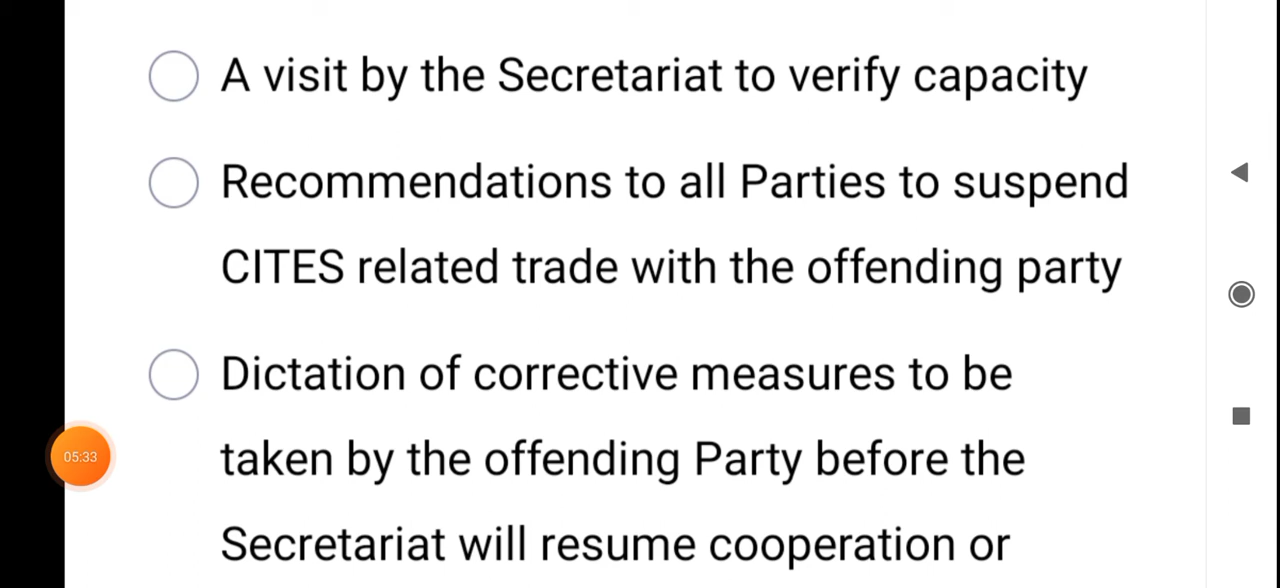 A visit by the Secretariat to verify capacity
Recommendations to all Parties to suspend
CITES related trade with the offending party
Dictation of corrective measures to be
taken by the offending Party before the
Secretariat will resume cooperation or
05:33